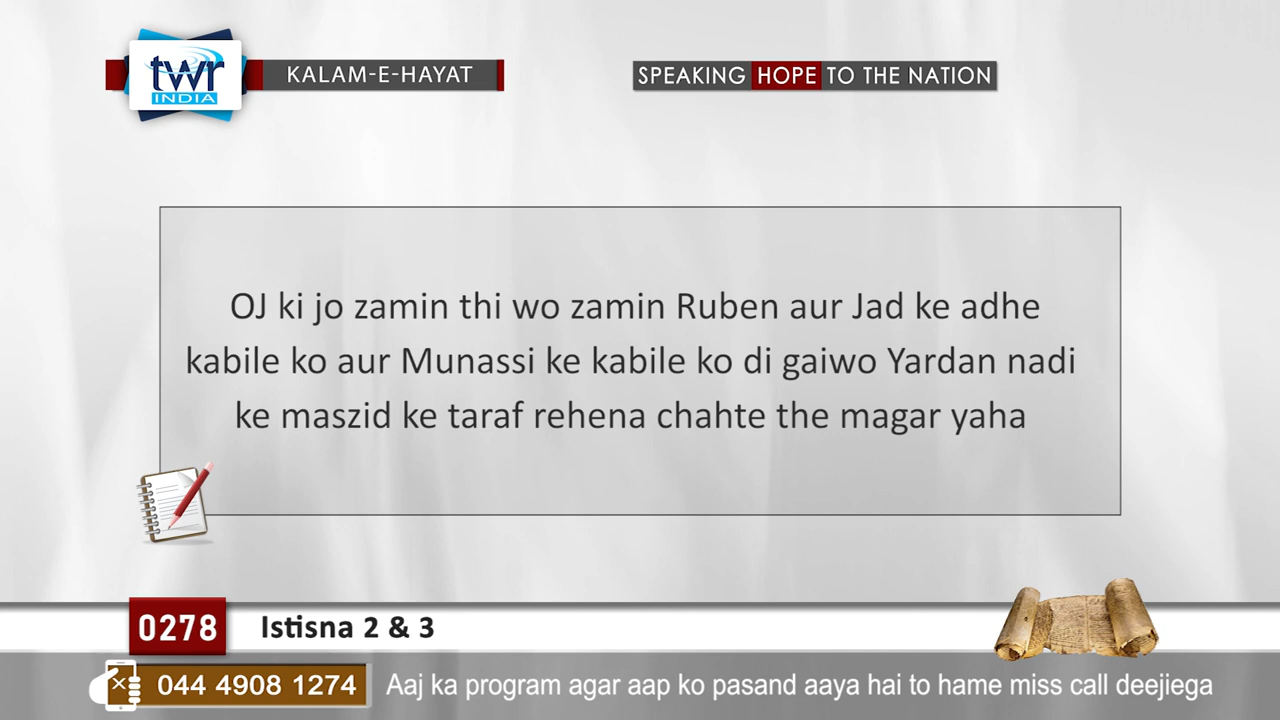 twr
INDIA
KALAM-E-HAYAT
SPEAKING HOPE TO THE NATION
OJ ki jo zamin thi wo zamin Ruben aur Jad ke adhe
kabile ko aur Munassi ke kabile ko di gaiwo Yardan nadi
ke maszid ke taraf rehena chahte the magar yaha
0278
Istisna 2 & 3
044 4908 1274
Aaj ka program agar aap ko pasand aaya hai to hame miss call deejiega